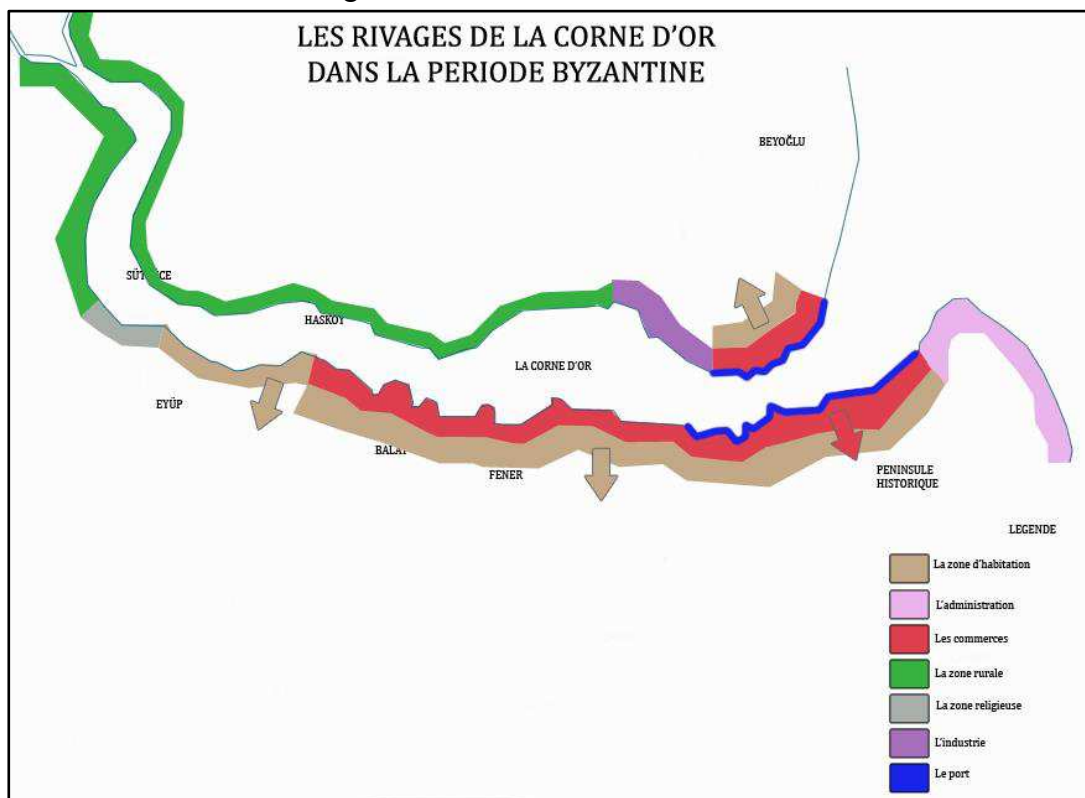 LES RIVAGES DE LA CORNE D'OR
DANS LA PERIODE BYZANTINE
BEYOĞLU
HASKOY
LA CORNE D'OR
EYÜP
FENER
PENINSULE
HISTORIQUE
LEGENDE
La zone d'habitation
L'administration
Les commerces
La zone rurale
La zone religieuse
L'industrie
Le port